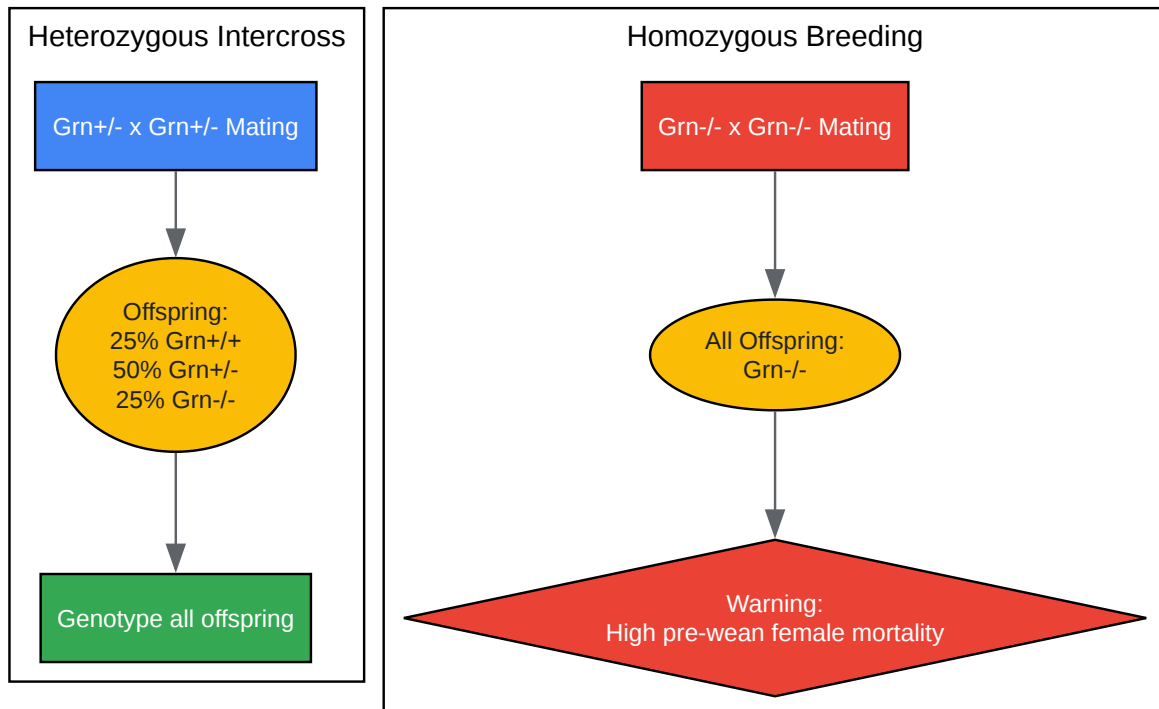 Heterozygous Intercross
Grn+/- x Grn+/- Mating
Offspring:
25% Grn+/+
50% Grn+/-
25% Grn-/-
Genotype all offspring
Homozygous Breeding
Grn-/- x Grn-/- Mating
All Offspring:
Grn-/-
Warning:
High pre-wean female mortality